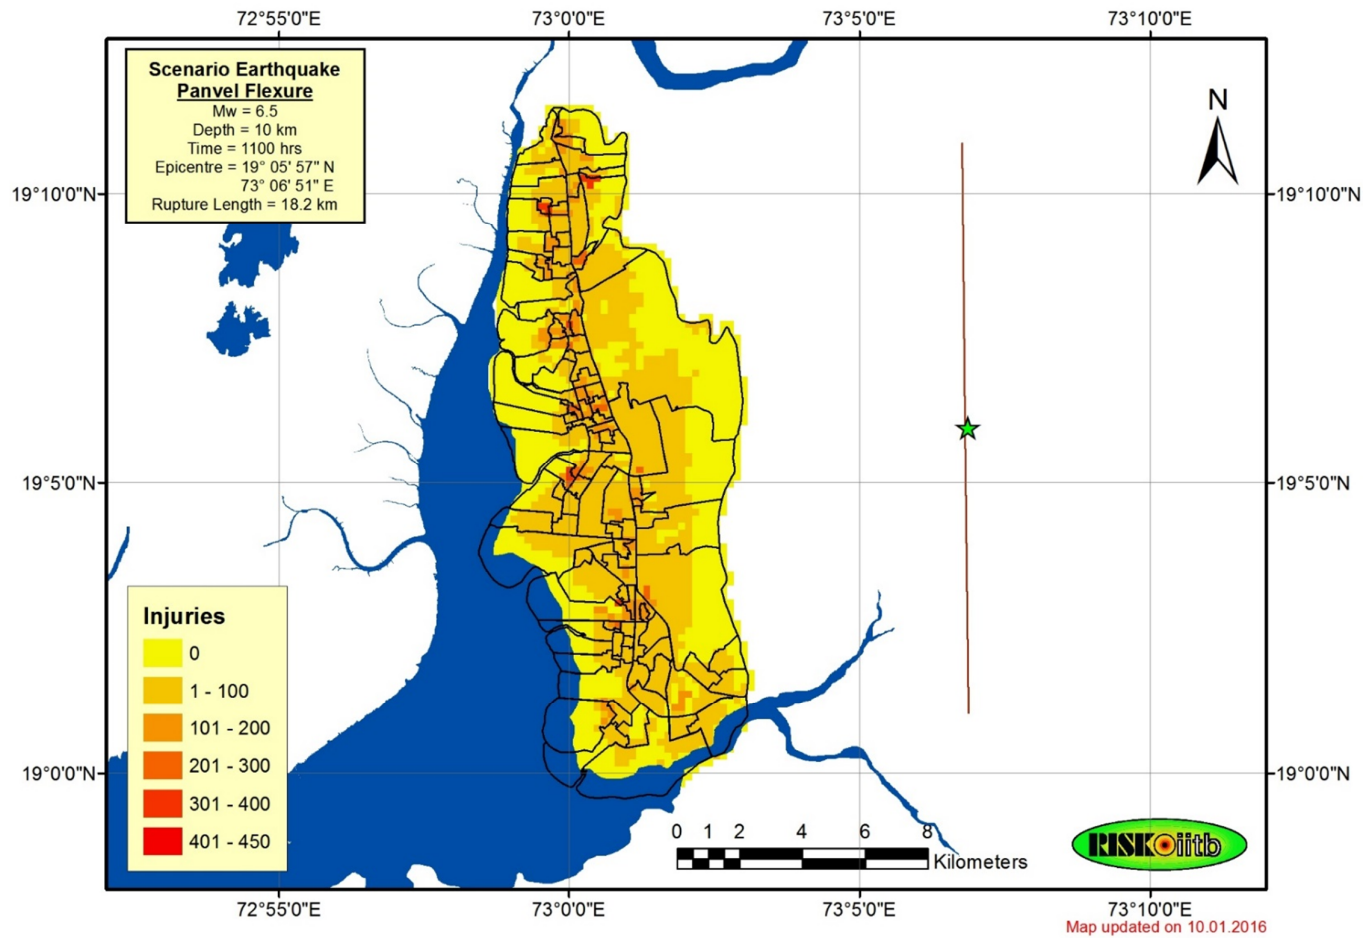 72°55'0"E 73°0'0"E 73°5'0"E 73°10'0"E
Scenario Earthquake
Panvel Flexure
Mw = 6.5
Depth = 10 km
Time = 1100 hrs
Epicentre = 19° 05' 57" N
73° 06' 51" E
Rupture Length = 18.2 km
N
19°10'0"N 19°10'0"N
19°5'0"N 19°5'0"N
Injuries
0
1 - 100
101 - 200
201 - 300
301 - 400
401 - 450
19°0'0"N 19°0'0"N
0 1 2 4 6 8
Kilometers
RISK iitb
72°55'0"E 73°0'0"E 73°5'0"E 73°10'0"E
Map updated on 10.01.2016